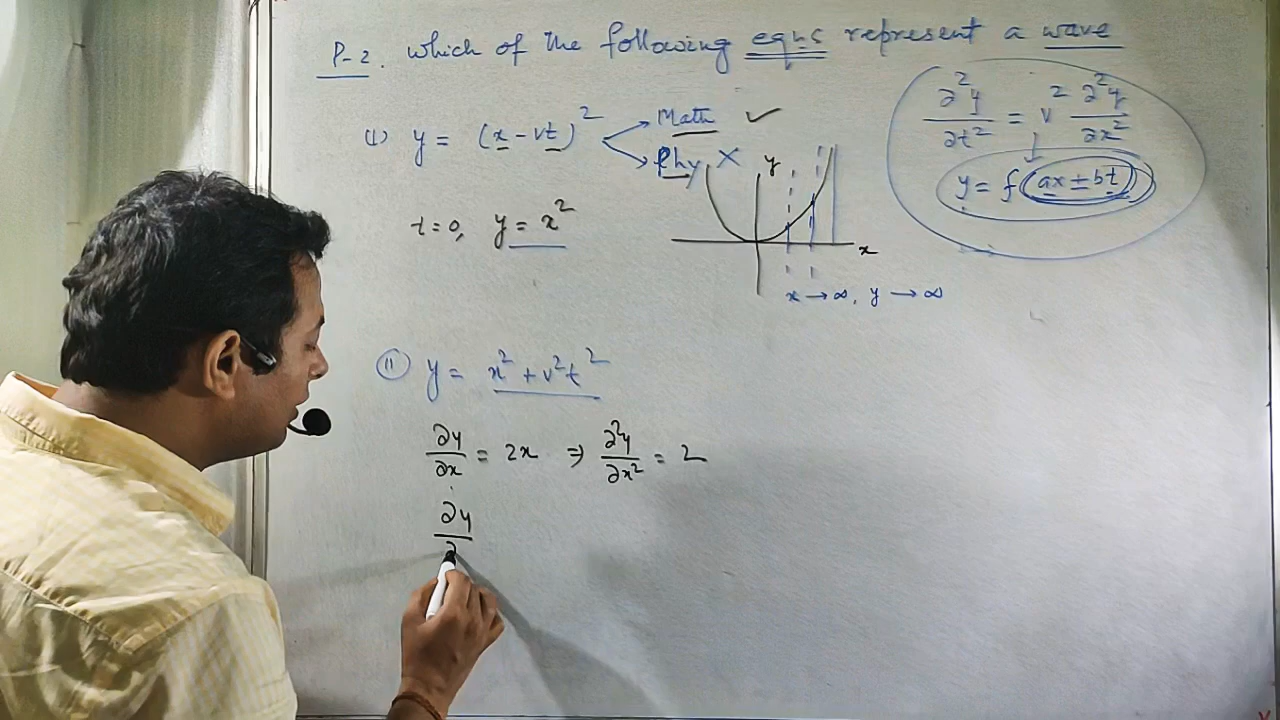 P-2. which of the following eqns represent a wave
(I) y = (x - vt)² Math ✓
Phy ✗
t=0, y = x²
y
x
x → ∞, y → ∞
∂²y/∂t² = v² ∂²y/∂x²
y = f(ax ± bt)
(II) y = x² + v²t²
∂y/∂x = 2x ⇒ ∂²y/∂x² = 2
∂y/∂